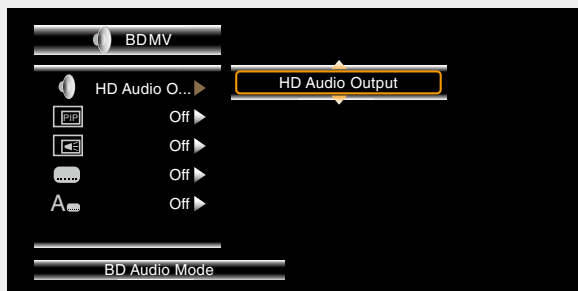 BDMV
HD Audio O...
HD Audio Output
PIP
Off
Off
Off
A
Off
BD Audio Mode